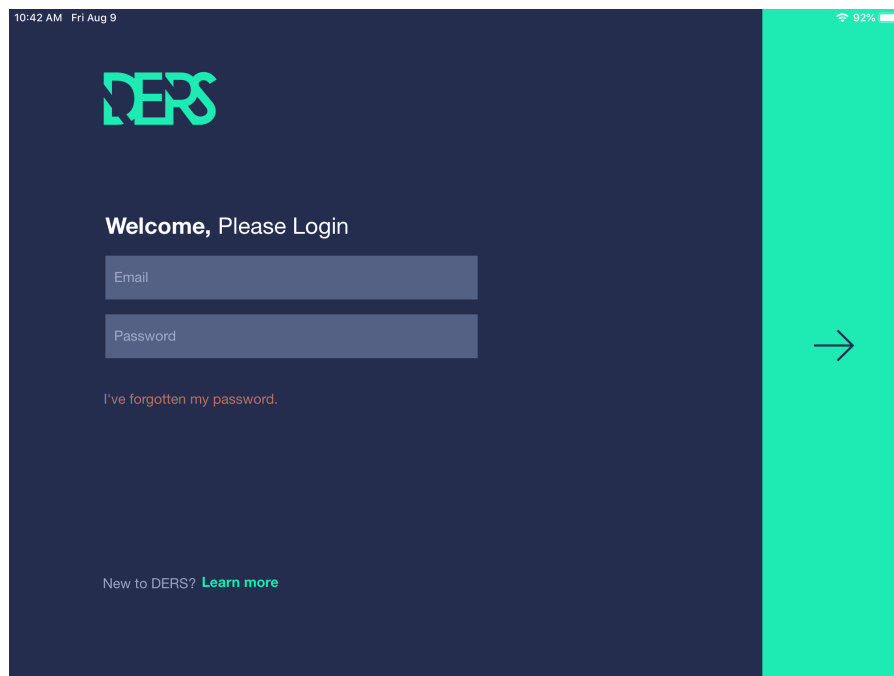 10:42 AM Fri Aug 9
92%
DERS
Welcome, Please Login
Email
Password
I've forgotten my password.
New to DERS? Learn more